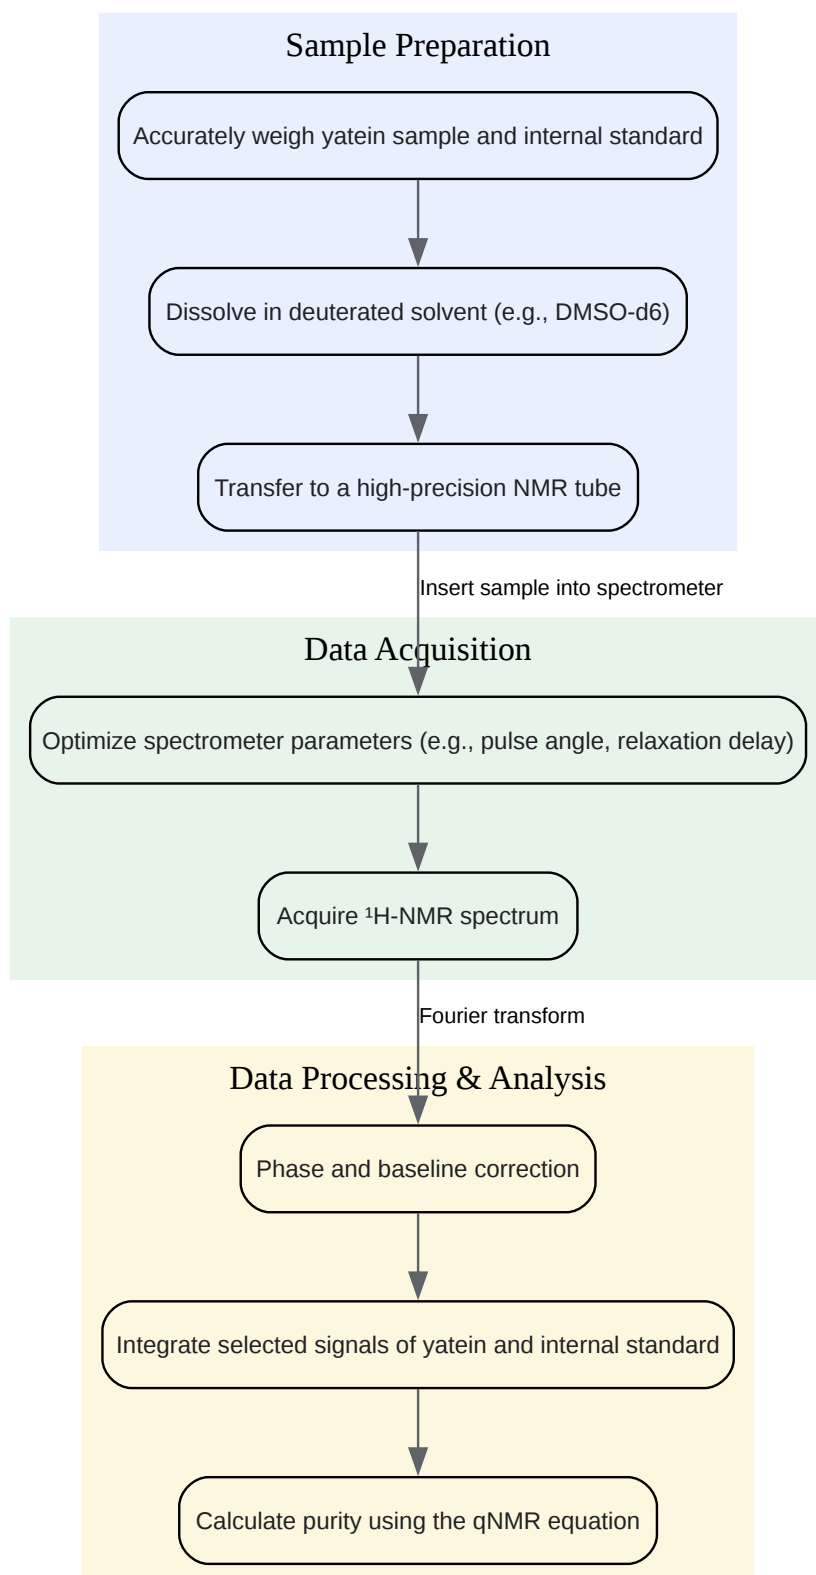 Sample Preparation
Accurately weigh yatein sample and internal standard
Dissolve in deuterated solvent (e.g., DMSO-d6)
Transfer to a high-precision NMR tube
Insert sample into spectrometer
Data Acquisition
Optimize spectrometer parameters (e.g., pulse angle, relaxation delay)
Acquire ¹H-NMR spectrum
Fourier transform
Data Processing & Analysis
Phase and baseline correction
Integrate selected signals of yatein and internal standard
Calculate purity using the qNMR equation